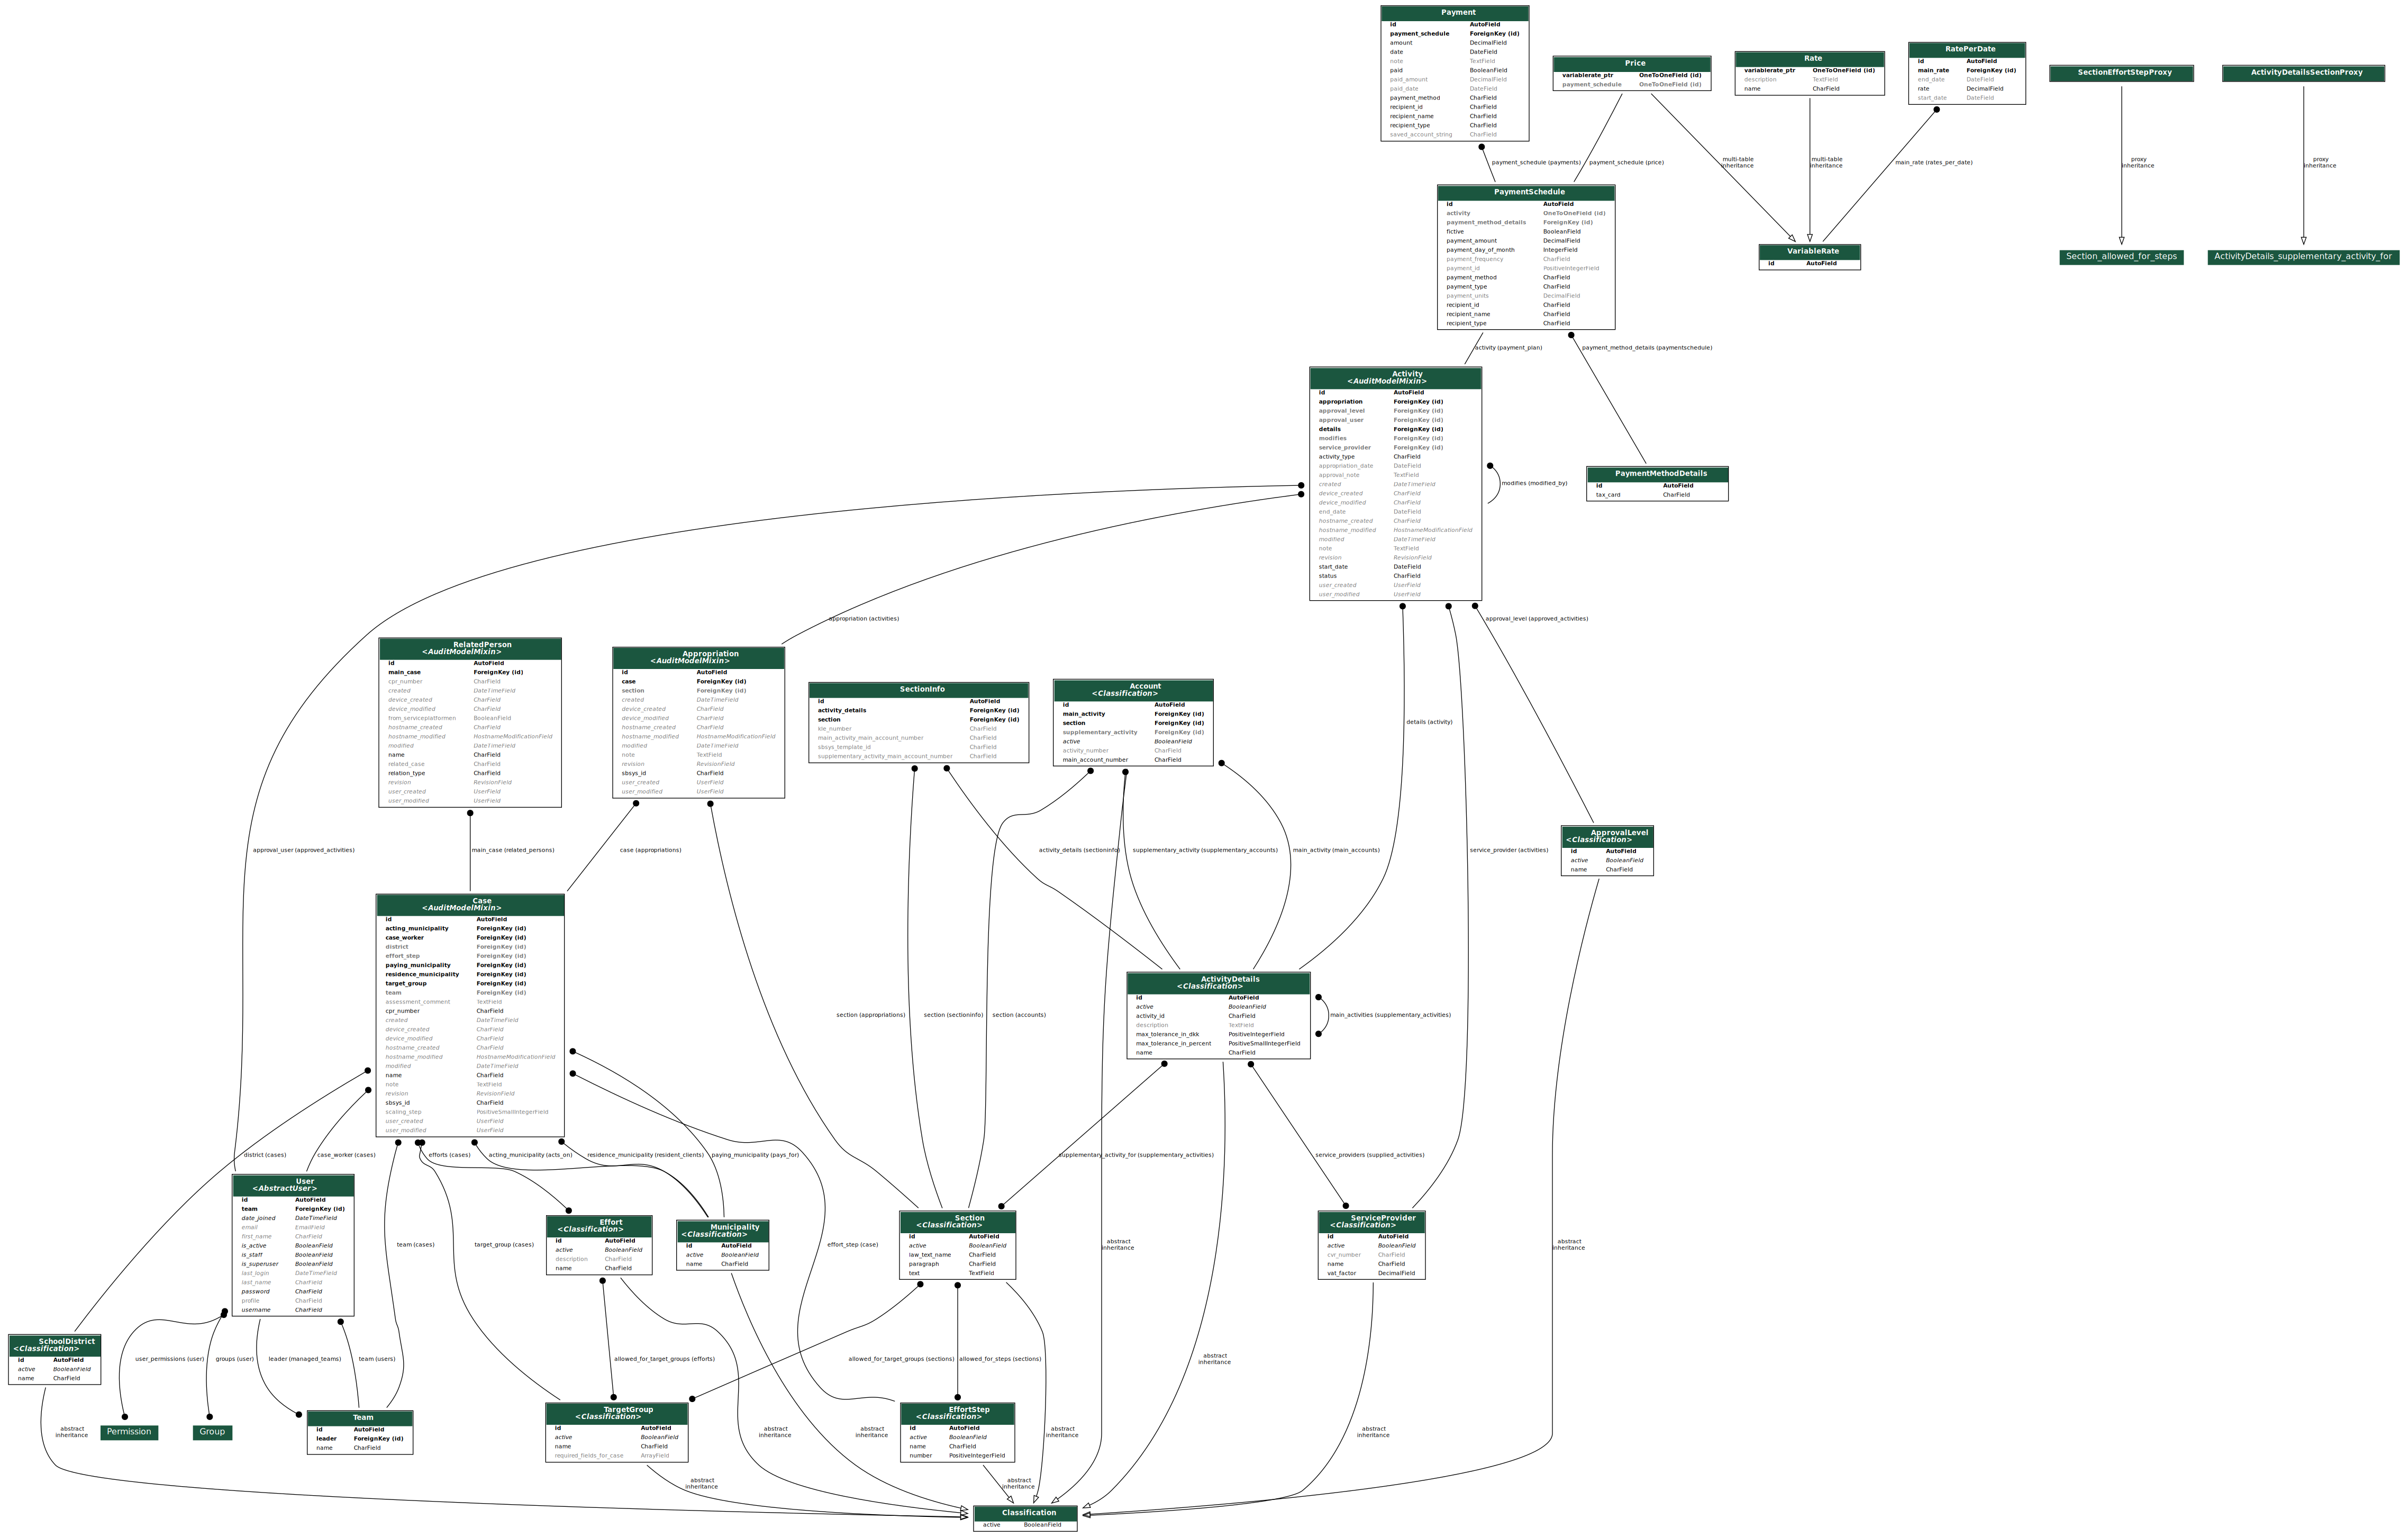 Payment
id AutoField
payment_schedule ForeignKey (id)
amount DecimalField
date DateField
note TextField
paid BooleanField
paid_amount DecimalField
paid_date DateField
payment_method CharField
recipient_id CharField
recipient_name CharField
recipient_type CharField
saved_account_string CharField
Price
variablerate_ptr OneToOneField (id)
payment_schedule OneToOneField (id)
Rate
variablerate_ptr OneToOneField (id)
description TextField
name CharField
RatePerDate
id AutoField
main_rate ForeignKey (id)
end_date DateField
rate DecimalField
start_date DateField
SectionEffortStepProxy
ActivityDetailsSectionProxy
payment_schedule (payments)
payment_schedule (price)
multi-table
inheritance
multi-table
inheritance
main_rate (rates_per_date)
proxy
inheritance
proxy
inheritance
PaymentSchedule
id AutoField
activity OneToOneField (id)
payment_method_details ForeignKey (id)
fictive BooleanField
payment_amount DecimalField
payment_day_of_month IntegerField
payment_frequency CharField
payment_id PositiveIntegerField
payment_method CharField
payment_type CharField
payment_units DecimalField
recipient_id CharField
recipient_name CharField
recipient_type CharField
VariableRate
id AutoField
Section_allowed_for_steps
ActivityDetails_supplementary_activity_for
activity (payment_plan)
payment_method_details (paymentschedule)
Activity
<AuditModelMixin>
id AutoField
appropriation ForeignKey (id)
approval_level ForeignKey (id)
approval_user ForeignKey (id)
details ForeignKey (id)
modifies ForeignKey (id)
service_provider ForeignKey (id)
activity_type CharField
appropriation_date DateField
approval_note TextField
created DateTimeField
device_created CharField
device_modified CharField
end_date DateField
hostname_created CharField
hostname_modified HostnameModificationField
modified DateTimeField
note TextField
revision RevisionField
start_date DateField
status CharField
user_created UserField
user_modified UserField
modifies (modified_by)
PaymentMethodDetails
id AutoField
tax_card CharField
appropriation (activities)
approval_level (approved_activities)
RelatedPerson
<AuditModelMixin>
id AutoField
main_case ForeignKey (id)
cpr_number CharField
created DateTimeField
device_created CharField
device_modified CharField
from_serviceplatformen BooleanField
hostname_created CharField
hostname_modified HostnameModificationField
modified DateTimeField
name CharField
related_case CharField
relation_type CharField
revision RevisionField
user_created UserField
user_modified UserField
Appropriation
<AuditModelMixin>
id AutoField
case ForeignKey (id)
section ForeignKey (id)
created DateTimeField
device_created CharField
device_modified CharField
hostname_created CharField
hostname_modified HostnameModificationField
modified DateTimeField
note TextField
revision RevisionField
sbsys_id CharField
user_created UserField
user_modified UserField
SectionInfo
id AutoField
activity_details ForeignKey (id)
section ForeignKey (id)
kle_number CharField
main_activity_main_account_number CharField
sbsys_template_id CharField
supplementary_activity_main_account_number CharField
Account
<Classification>
id AutoField
main_activity ForeignKey (id)
section ForeignKey (id)
supplementary_activity ForeignKey (id)
active BooleanField
activity_number CharField
main_account_number CharField
details (activity)
approval_user (approved_activities)
main_case (related_persons)
case (appropriations)
activity_details (sectioninfo)
supplementary_activity (supplementary_accounts)
main_activity (main_accounts)
service_provider (activities)
ApprovalLevel
<Classification>
id AutoField
active BooleanField
name CharField
Case
<AuditModelMixin>
id AutoField
acting_municipality ForeignKey (id)
case_worker ForeignKey (id)
district ForeignKey (id)
effort_step ForeignKey (id)
paying_municipality ForeignKey (id)
residence_municipality ForeignKey (id)
target_group ForeignKey (id)
team ForeignKey (id)
assessment_comment TextField
cpr_number CharField
created DateTimeField
device_created CharField
device_modified CharField
hostname_created CharField
hostname_modified HostnameModificationField
modified DateTimeField
name CharField
note TextField
revision RevisionField
sbsys_id CharField
scaling_step PositiveSmallIntegerField
user_created UserField
user_modified UserField
section (appropriations)
section (sectioninfo)
section (accounts)
ActivityDetails
<Classification>
id AutoField
active BooleanField
activity_id CharField
description TextField
max_tolerance_in_dkk PositiveIntegerField
max_tolerance_in_percent PositiveSmallIntegerField
name CharField
main_activities (supplementary_activities)
district (cases)
case_worker (cases)
efforts (cases)
acting_municipality (acts_on)
residence_municipality (resident_clients)
paying_municipality (pays_for)
supplementary_activity_for (supplementary_activities)
service_providers (supplied_activities)
User
<AbstractUser>
id AutoField
team ForeignKey (id)
date_joined DateTimeField
email EmailField
first_name CharField
is_active BooleanField
is_staff BooleanField
is_superuser BooleanField
last_login DateTimeField
last_name CharField
password CharField
profile CharField
username CharField
team (cases)
target_group (cases)
Effort
<Classification>
id AutoField
active BooleanField
description CharField
name CharField
Municipality
<Classification>
id AutoField
active BooleanField
name CharField
effort_step (case)
Section
<Classification>
id AutoField
active BooleanField
law_text_name CharField
paragraph CharField
text TextField
abstract
inheritance
ServiceProvider
<Classification>
id AutoField
active BooleanField
cvr_number CharField
name CharField
vat_factor DecimalField
abstract
inheritance
SchoolDistrict
<Classification>
id AutoField
active BooleanField
name CharField
user_permissions (user)
groups (user)
leader (managed_teams)
team (users)
allowed_for_target_groups (efforts)
allowed_for_target_groups (sections)
allowed_for_steps (sections)
abstract
inheritance
abstract
inheritance
Permission
Group
Team
id AutoField
leader ForeignKey (id)
name CharField
TargetGroup
<Classification>
id AutoField
active BooleanField
name CharField
required_fields_for_case ArrayField
abstract
inheritance
abstract
inheritance
EffortStep
<Classification>
id AutoField
active BooleanField
name CharField
number PositiveIntegerField
abstract
inheritance
abstract
inheritance
abstract
inheritance
abstract
inheritance
Classification
active BooleanField